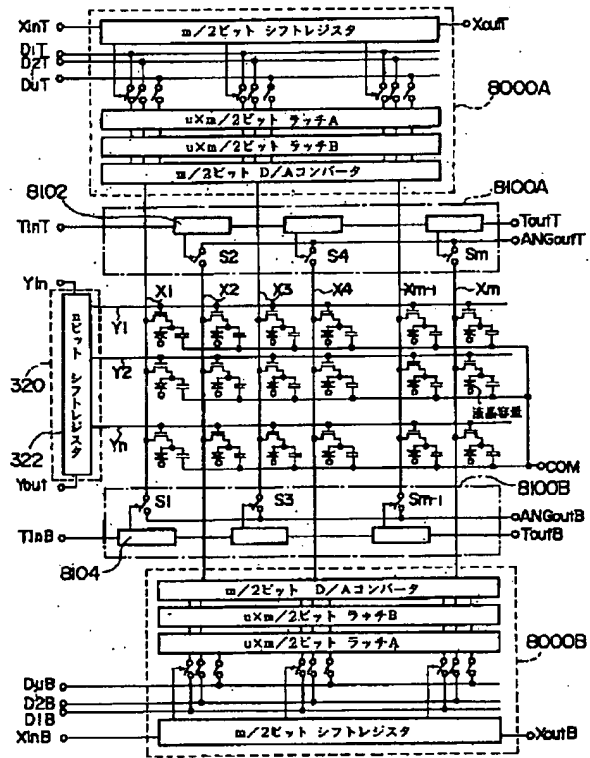 XinT
m/2ビット シフトレジスタ
XoutT
D1T
D2T
DuT
8000A
u×m/2ビット ラッチA
u×m/2ビット ラッチB
m/2ビット D/Aコンバータ
8102
8100A
TinT
ToutT
ANGoutT
S2
S4
Sm
Yin
X1
X2
X3
X4
Xm-1
Xm
Y1
320
nビット シフトレジスタ
Y2
322
液晶容量
Yn
Yout
COM
8100B
S1
S3
Sm-1
ANGoutB
TinB
ToutB
8104
m/2ビット D/Aコンバータ
u×m/2ビット ラッチB
u×m/2ビット ラッチA
8000B
DuB
D2B
D1B
XinB
m/2ビット シフトレジスタ
XoutB